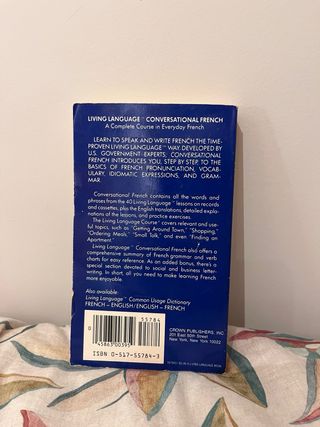 LIVING LANGUAGE™ CONVERSATIONAL FRENCH
A Complete Course in Everyday French
LEARN TO SPEAK AND WRITE FRENCH THE TIME-
PROVEN LIVING LANGUAGE™ WAY. DEVELOPED BY
U.S. GOVERNMENT EXPERTS, CONVERSATIONAL
FRENCH INTRODUCES YOU, STEP BY STEP, TO THE
BASICS OF FRENCH PRONUNCIATION, VOCAB-
ULARY, IDIOMATIC EXPRESSIONS, AND GRAM-
MAR.
Conversational French contains all the words and
phrases from the 40 Living Language™ lessons on records
and cassettes, plus the English translations, detailed expla-
nations of the lessons, and practice exercises.
The Living Language Course™ covers relevant and use-
ful topics, such as "Getting Around Town," "Shopping,"
"Ordering Meals," "Small Talk," and even "Finding an
Apartment."
Living Language™ Conversational French also offers a
comprehensive summary of French grammar and verb
charts for easy reference. As an added bonus, there's a
special section devoted to social and business letter-
writing. In short, all you need to make learning French
more enjoyable.
Also available:
Living Language™ Common Usage Dictionary
FRENCH – ENGLISH/ENGLISH – FRENCH
55784
0
45863 00395
ISBN 0-517-55784-3
CROWN PUBLISHERS, INC.
201 East 50th Street
New York, New York 10022